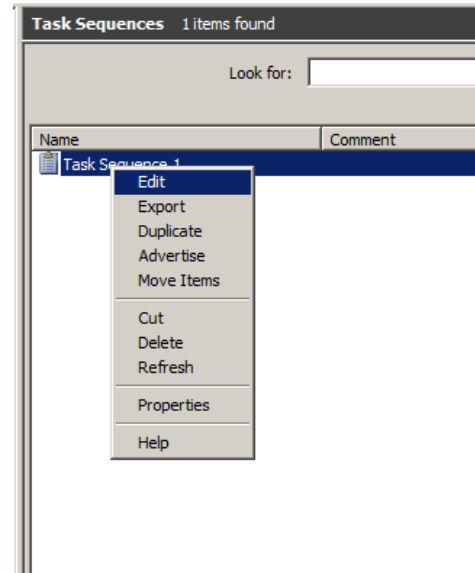 Task Sequences 1 items found
Look for:
Name Comment
Task Sequence 1
Edit
Export
Duplicate
Advertise
Move Items
Cut
Delete
Refresh
Properties
Help